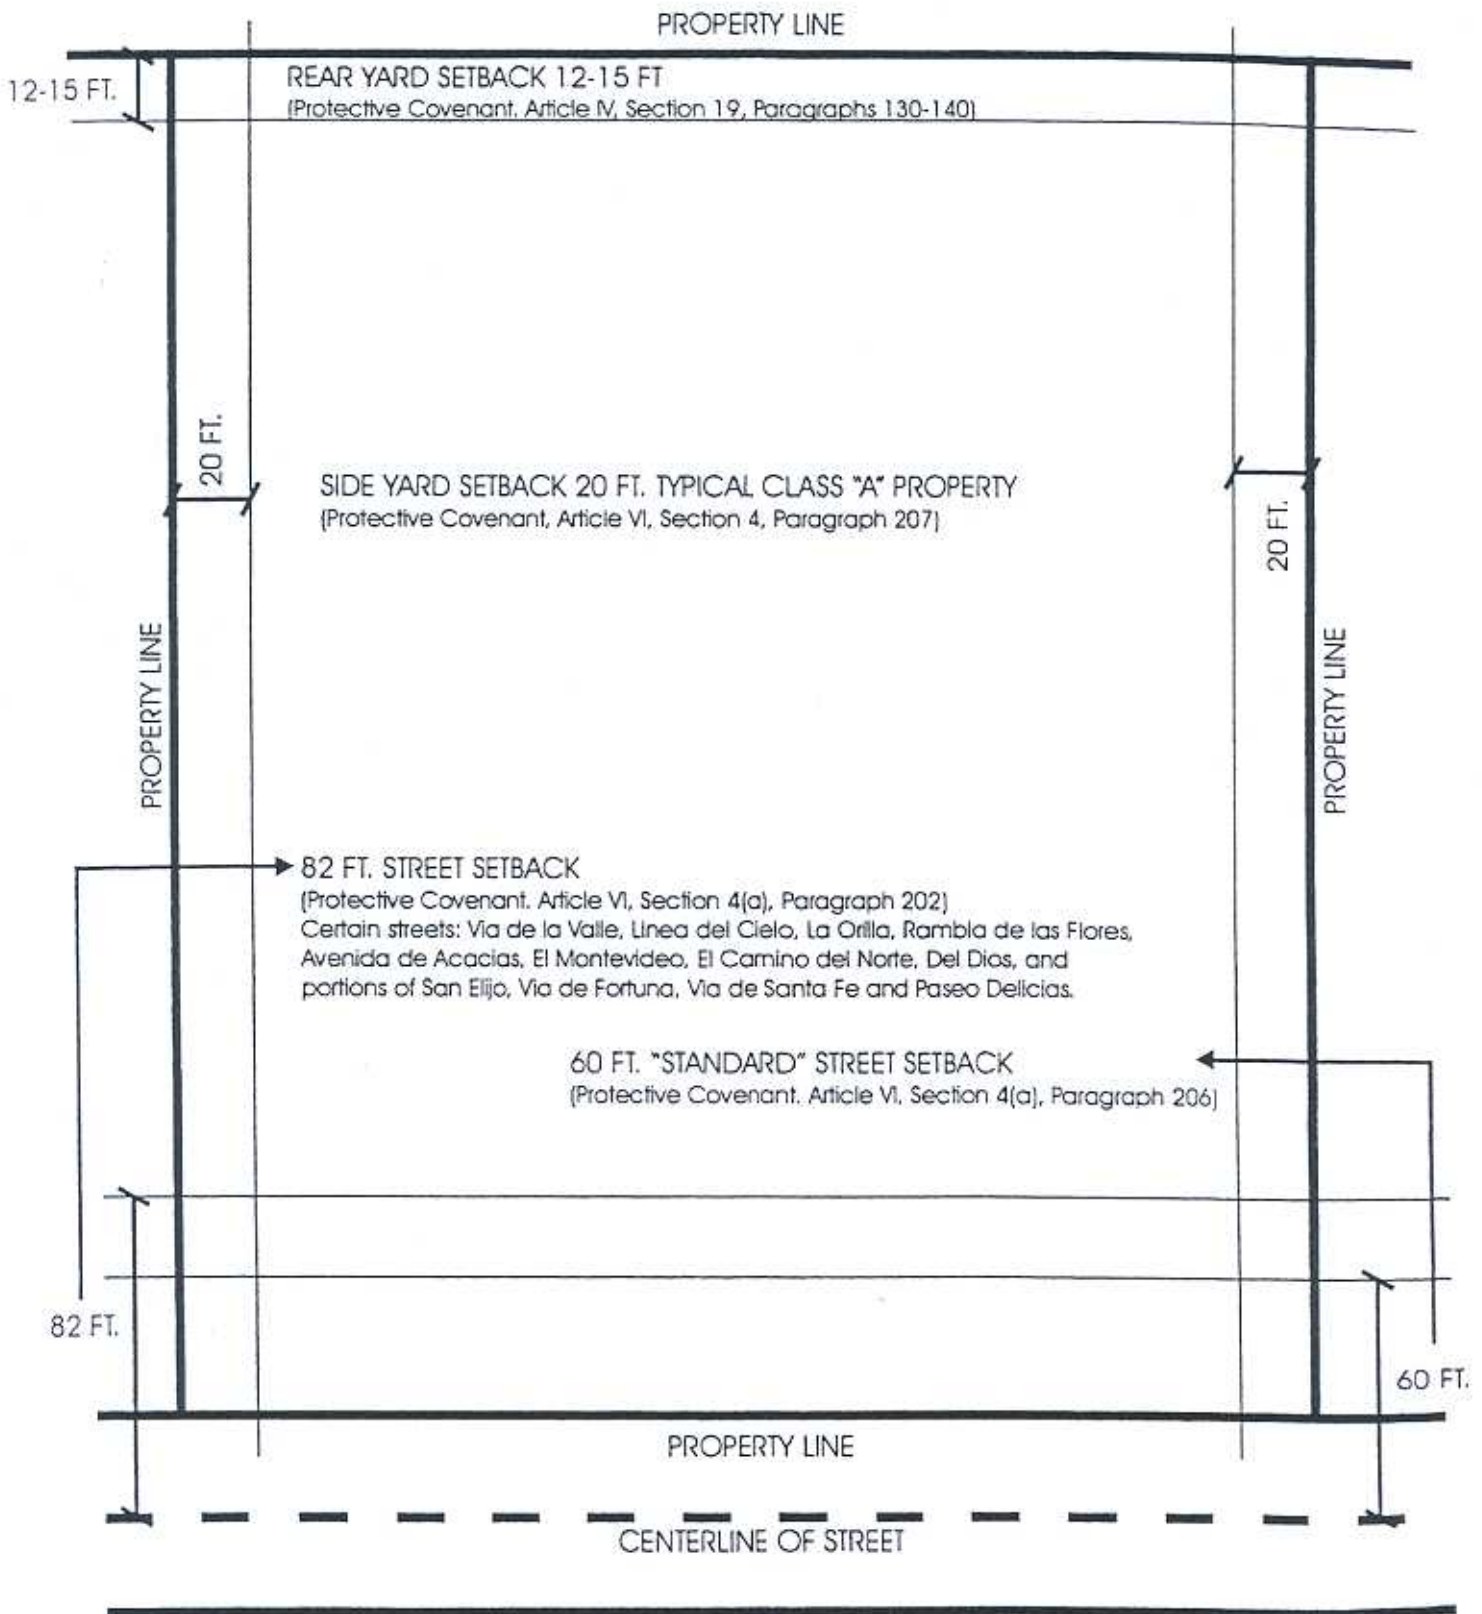 PROPERTY LINE
12-15 FT.
REAR YARD SETBACK 12-15 FT
(Protective Covenant. Article IV, Section 19, Paragraphs 130-140)
20 FT.
SIDE YARD SETBACK 20 FT. TYPICAL CLASS "A" PROPERTY
(Protective Covenant, Article VI, Section 4, Paragraph 207)
20 FT.
PROPERTY LINE
PROPERTY LINE
82 FT. STREET SETBACK
(Protective Covenant. Article VI, Section 4(a), Paragraph 202)
Certain streets: Via de la Valle, Linea del Cielo, La Orilla, Rambla de las Flores,
Avenida de Acacias, El Montevideo, El Camino del Norte, Del Dios, and
portions of San Elijo, Via de Fortuna, Via de Santa Fe and Paseo Delicias.
60 FT. "STANDARD" STREET SETBACK
(Protective Covenant. Article VI, Section 4(a), Paragraph 206)
82 FT.
60 FT.
PROPERTY LINE
CENTERLINE OF STREET